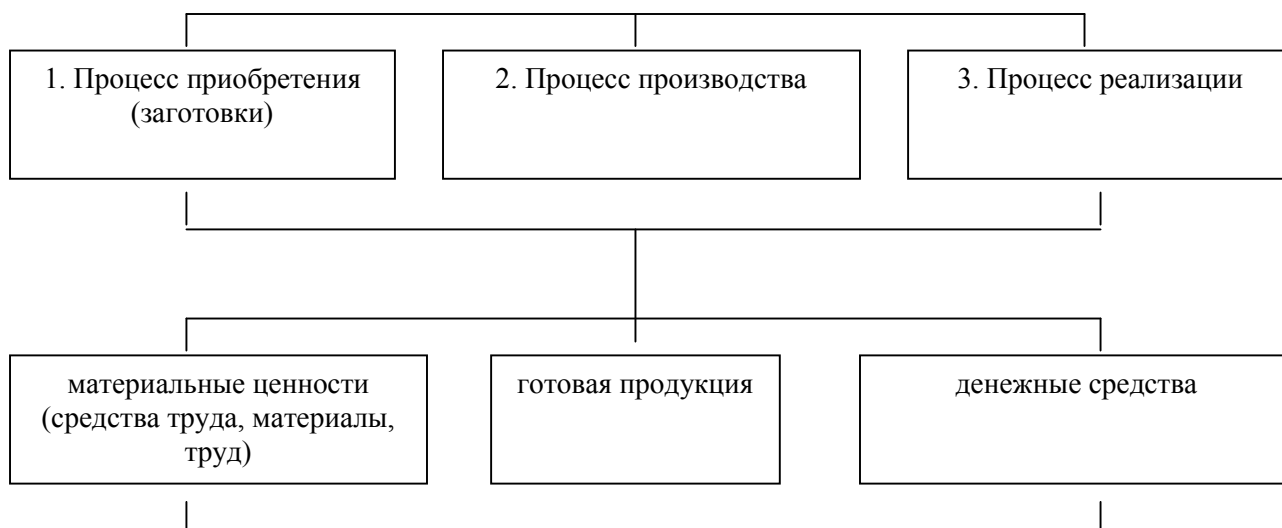 1. Процесс приобретения
(заготовки)
2. Процесс производства
3. Процесс реализации
материальные ценности
(средства труда, материалы,
труд)
готовая продукция
денежные средства